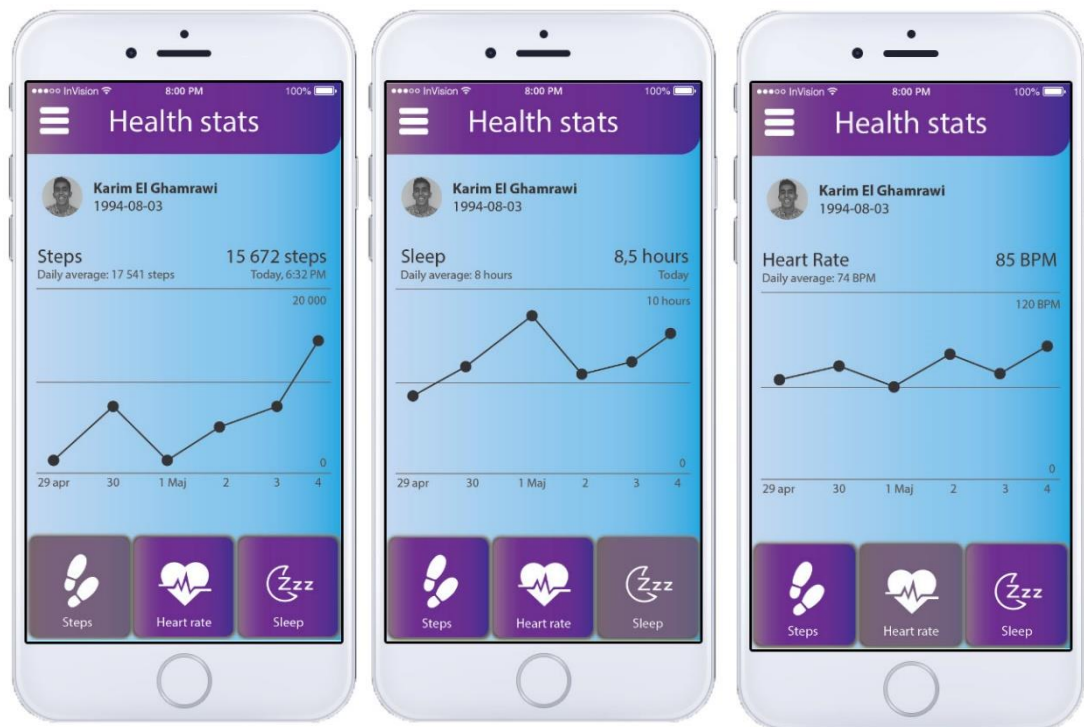 InVision 8:00 PM 100%
Health stats
Karim El Ghamrawi
1994-08-03
Steps 15 672 steps
Daily average: 17 541 steps Today, 6:32 PM
20 000
0
29 apr 30 1 Maj 2 3 4
Steps Heart rate Sleep
InVision 8:00 PM 100%
Health stats
Karim El Ghamrawi
1994-08-03
Sleep 8,5 hours
Daily average: 8 hours Today
10 hours
0
29 apr 30 1 Maj 2 3 4
Zzz
Steps Heart rate Sleep
InVision 8:00 PM 100%
Health stats
Karim El Ghamrawi
1994-08-03
Heart Rate 85 BPM
Daily average: 74 BPM
120 BPM
0
29 apr 30 1 Maj 2 3 4
Zzz
Steps Heart rate Sleep